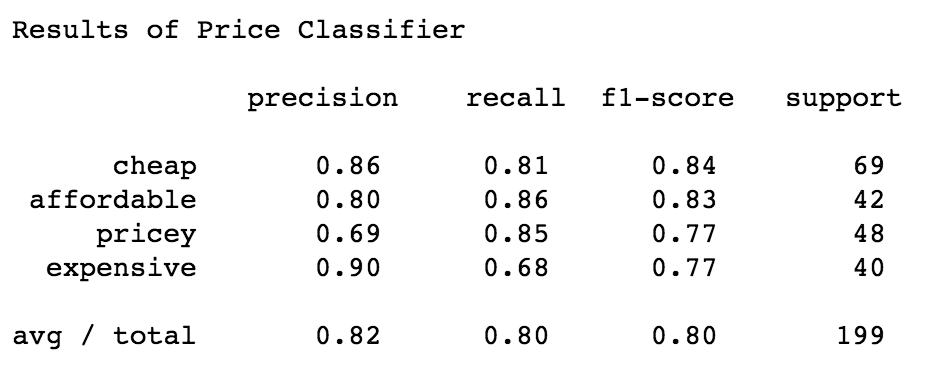 Results of Price Classifier
precision recall f1-score support
cheap 0.86 0.81 0.84 69
affordable 0.80 0.86 0.83 42
pricey 0.69 0.85 0.77 48
expensive 0.90 0.68 0.77 40
avg / total 0.82 0.80 0.80 199